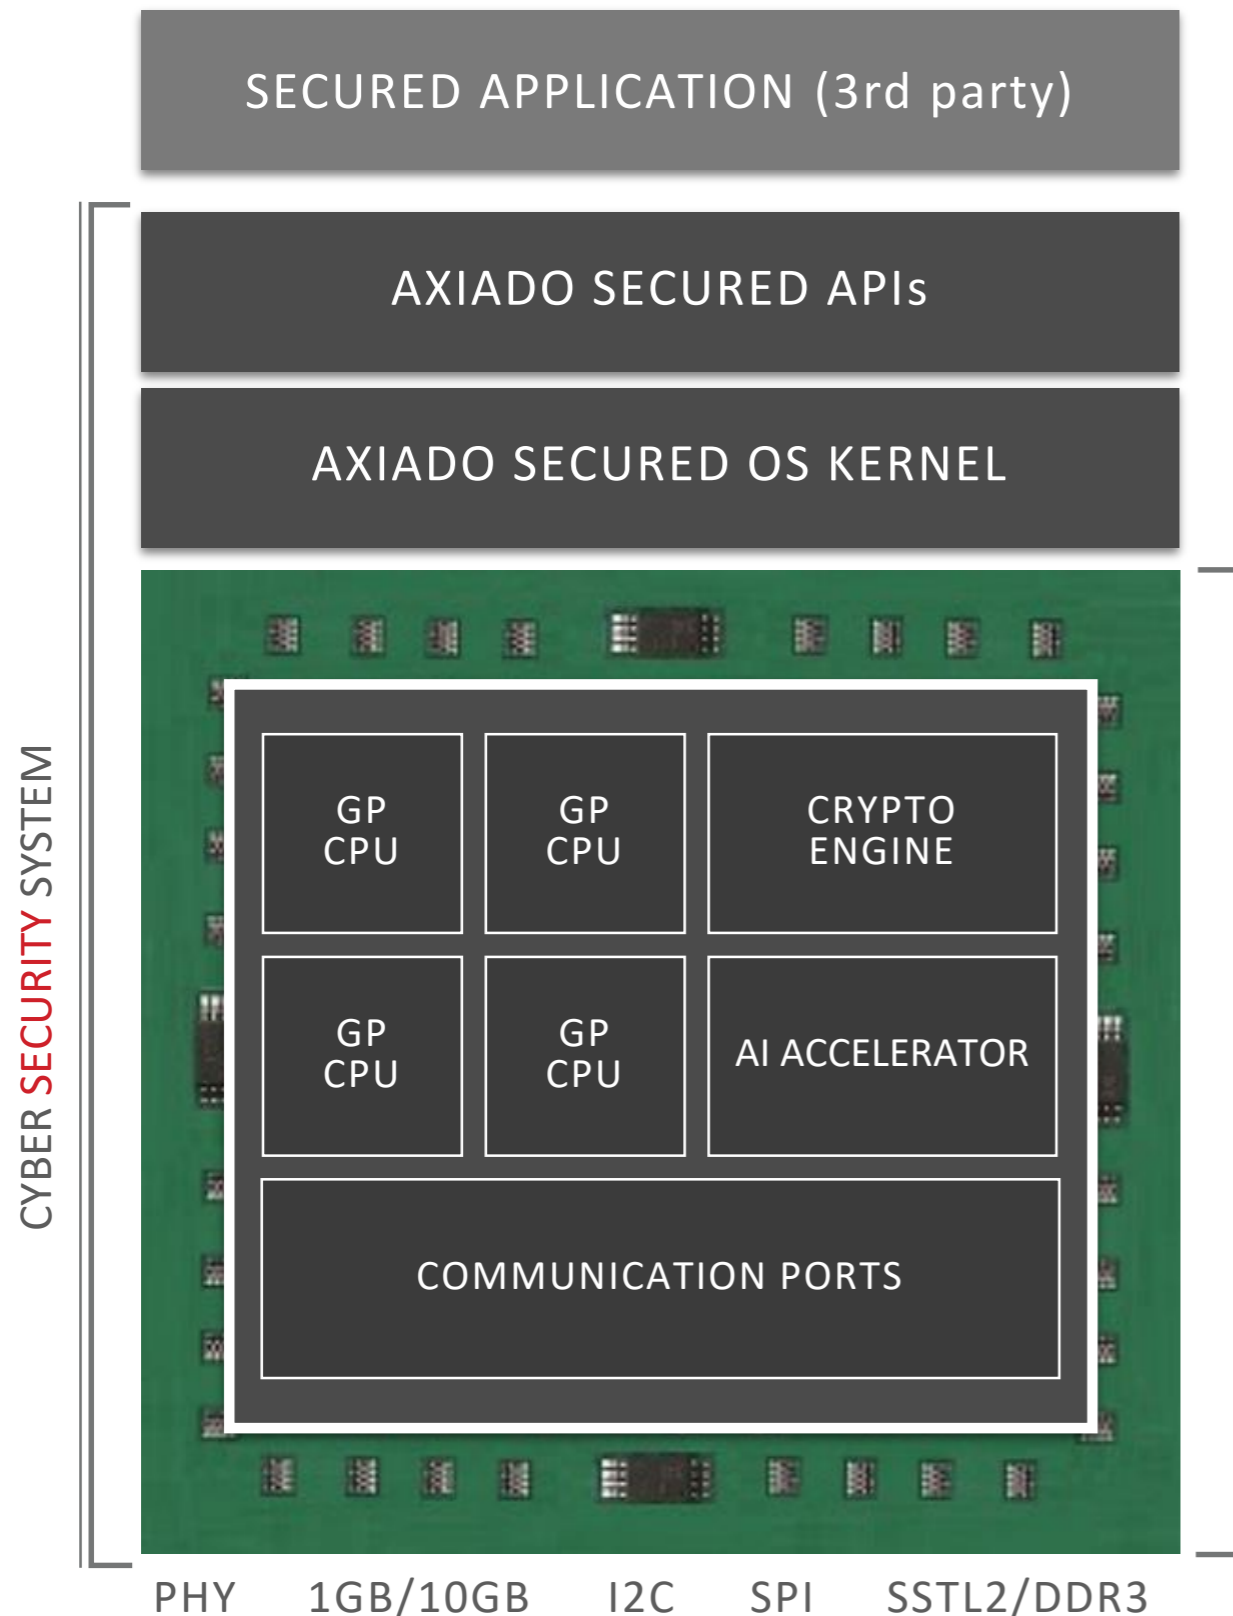 SECURED APPLICATION (3rd party)
AXIADO SECURED APIs
AXIADO SECURED OS KERNEL
CYBER SECURITY SYSTEM
GP
CPU
GP
CPU
CRYPTO
ENGINE
GP
CPU
GP
CPU
AI ACCELERATOR
COMMUNICATION PORTS
PHY 1GB/10GB I2C SPI SSTL2/DDR3